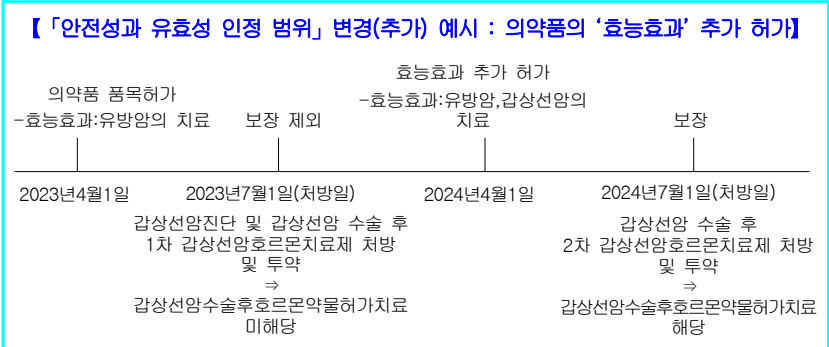 【「안전성과 유효성 인정 범위」 변경(추가) 예시 : 의약품의 ‘효능효과’ 추가 허가】
의약품 품목허가
-효능효과:유방암의 치료
보장 제외
효능효과 추가 허가
-효능효과:유방암,갑상선암의
치료
보장
2023년4월1일
2023년7월1일(처방일)
2024년4월1일
2024년7월1일(처방일)
갑상선암진단 및 갑상선암 수술 후
1차 갑상선암호르몬치료제 처방
및 투약
⇒
갑상선암수술후호르몬약물허가치료
미해당
갑상선암 수술 후
2차 갑상선암호르몬치료제 처방
및 투약
⇒
갑상선암수술후호르몬약물허가치료
해당